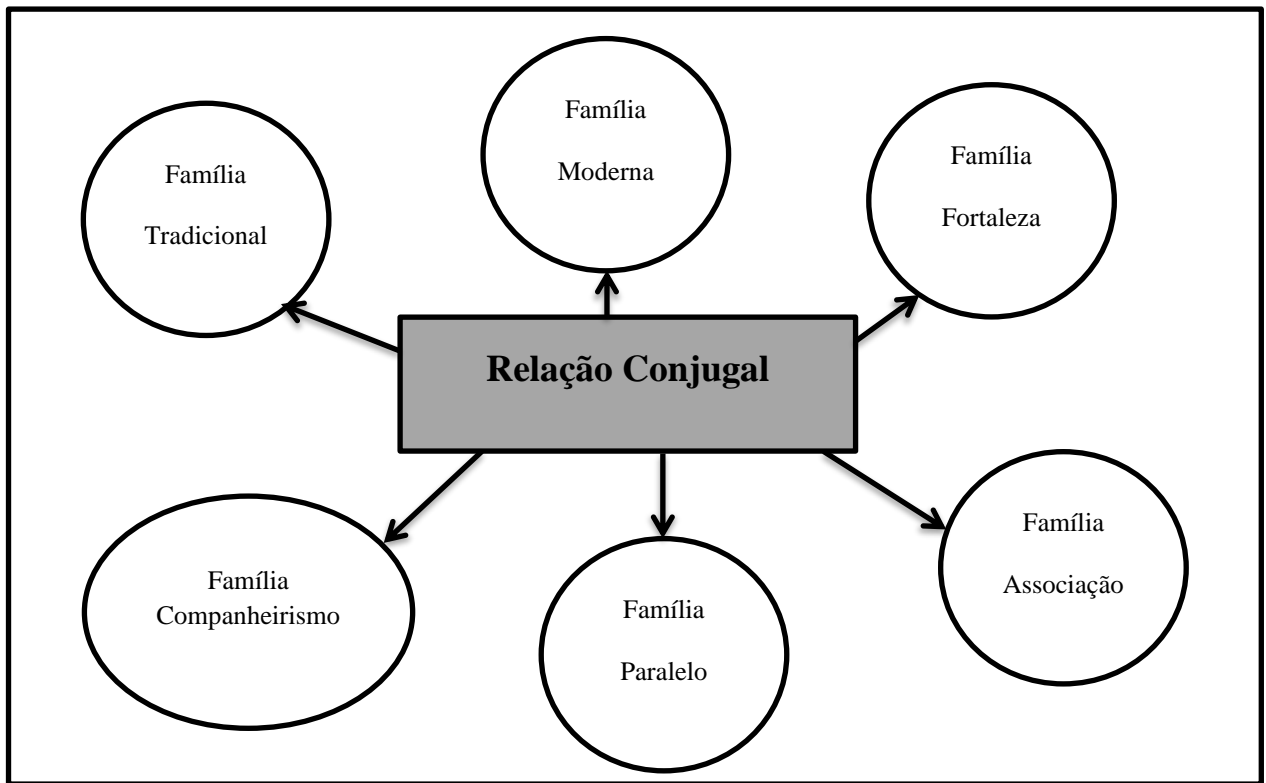 Família
Tradicional
Família
Moderna
Família
Fortaleza
Relação Conjugal
Família
Companheirismo
Família
Paralelo
Família
Associação